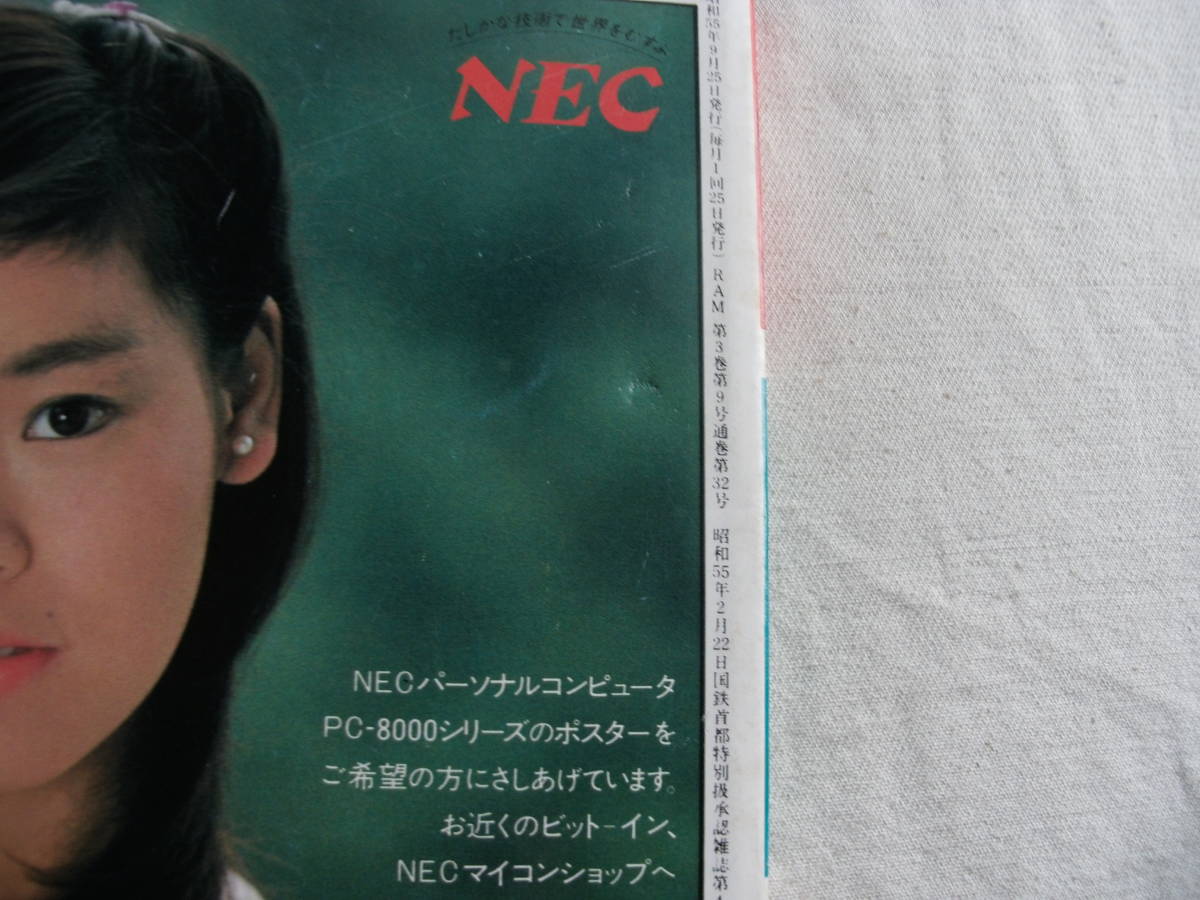 たしかな技術で世界をむすぶ
NEC
NECパーソナルコンピュータ
PC-8000シリーズのポスターを
ご希望の方にさしあげています。
お近くのビット-イン、
NECマイコンショップへ
昭和55年9月25日発行(毎月1回25日発行) RAM 第3巻第9号通巻第32号 昭和55年2月22日国鉄首都特別扱承認雑誌第